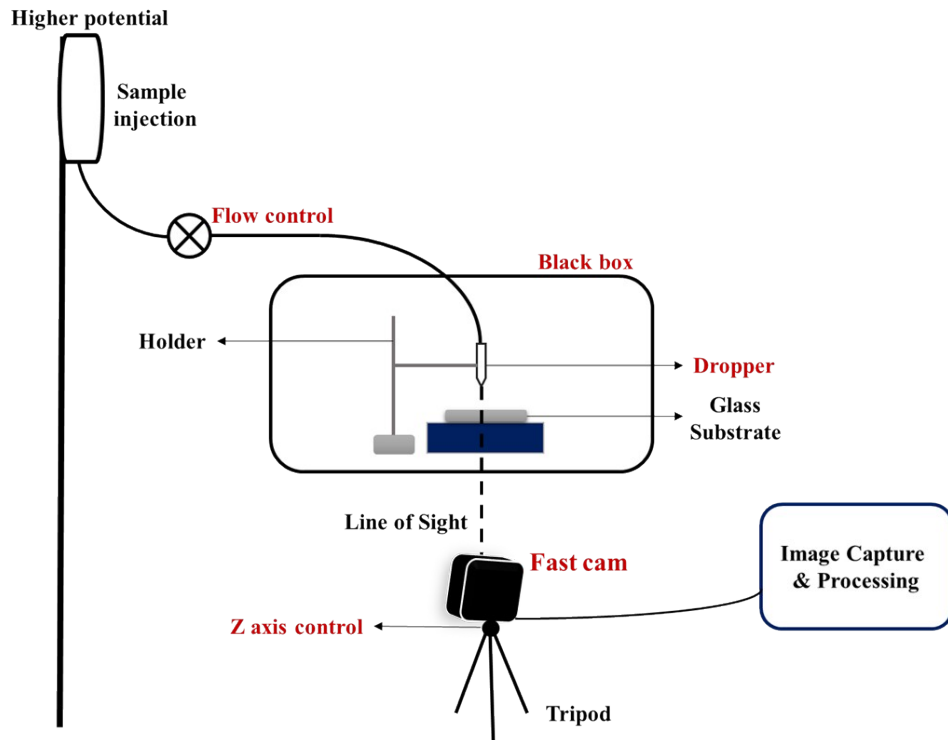 Higher potential
Sample
injection
Flow control
Black box
Holder
Dropper
Glass
Substrate
Line of Sight
Fast cam
Image Capture
& Processing
Z axis control
Tripod